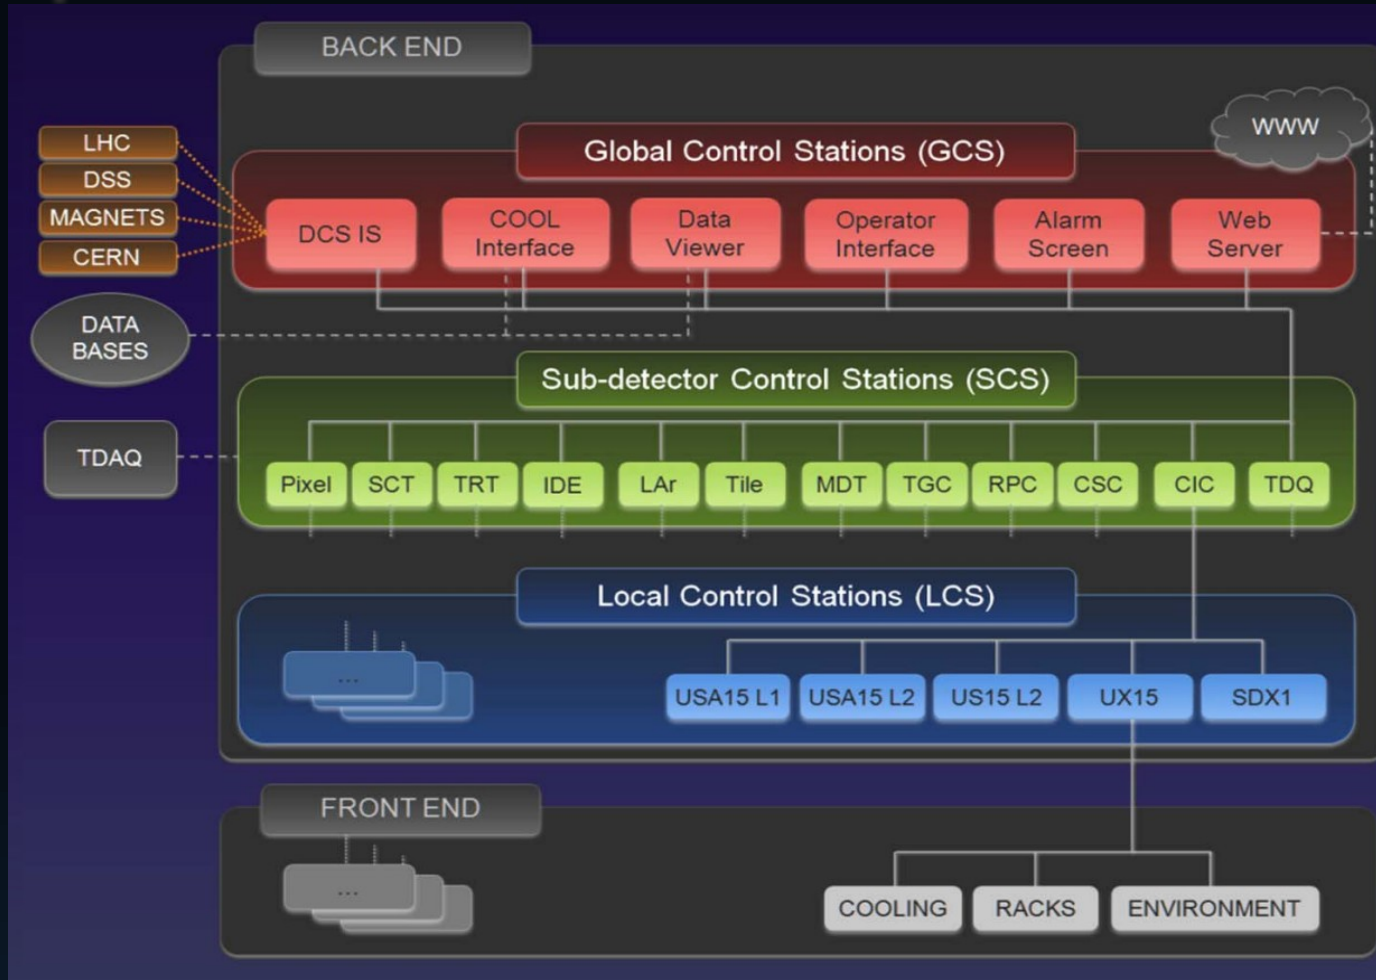 BACK END
WWW
Global Control Stations (GCS)
LHC
DSS
MAGNETS
CERN
DCS IS
COOL
Interface
Data
Viewer
Operator
Interface
Alarm
Screen
Web
Server
DATA
BASES
Sub-detector Control Stations (SCS)
TDAQ
Pixel
SCT
TRT
IDE
LAr
Tile
MDT
TGC
RPC
CSC
CIC
TDQ
Local Control Stations (LCS)
...
USA15 L1
USA15 L2
US15 L2
UX15
SDX1
FRONT END
...
COOLING
RACKS
ENVIRONMENT